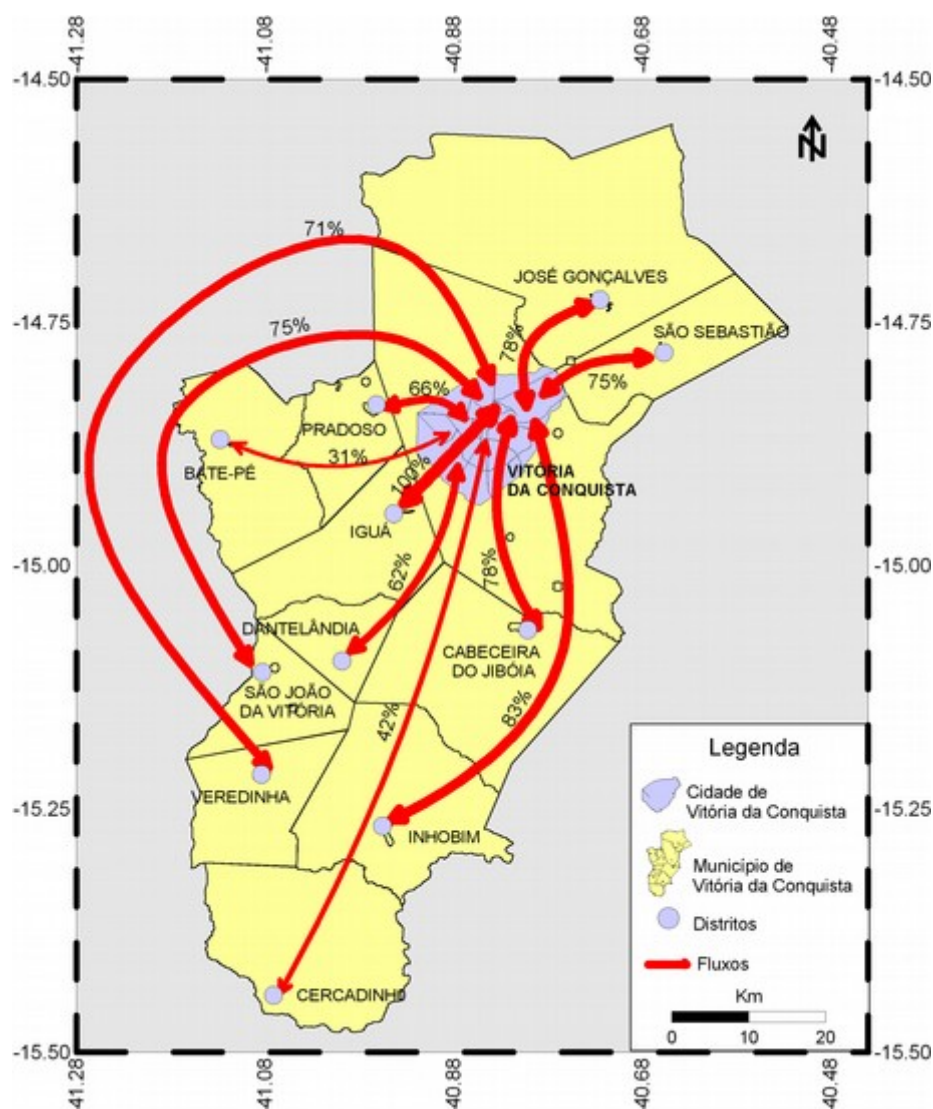 -41.28
-41.08
-40.88
-40.68
-40.48
-14.50
-14.50
N
71%
JOSÉ GONÇALVES
-14.75
75%
78%
SÃO SEBASTIÃO
-14.75
66%
75%
PRADOSO
BATE-PÉ
31%
100%
VITÓRIA
DA CONQUISTA
IGUÁ
-15.00
62%
78%
-15.00
DANTELÂNDIA
CABECEIRA
DO JIBÓIA
SÃO JOÃO
DA VITÓRIA
42%
83%
VEREDINHA
-15.25
INHOBIM
-15.25
CERCADINHO
Legenda
Cidade de
Vitória da Conquista
Município de
Vitória da Conquista
Distritos
Fluxos
Km
0
10
20
-15.50
-15.50
-41.28
-41.08
-40.88
-40.68
-40.48